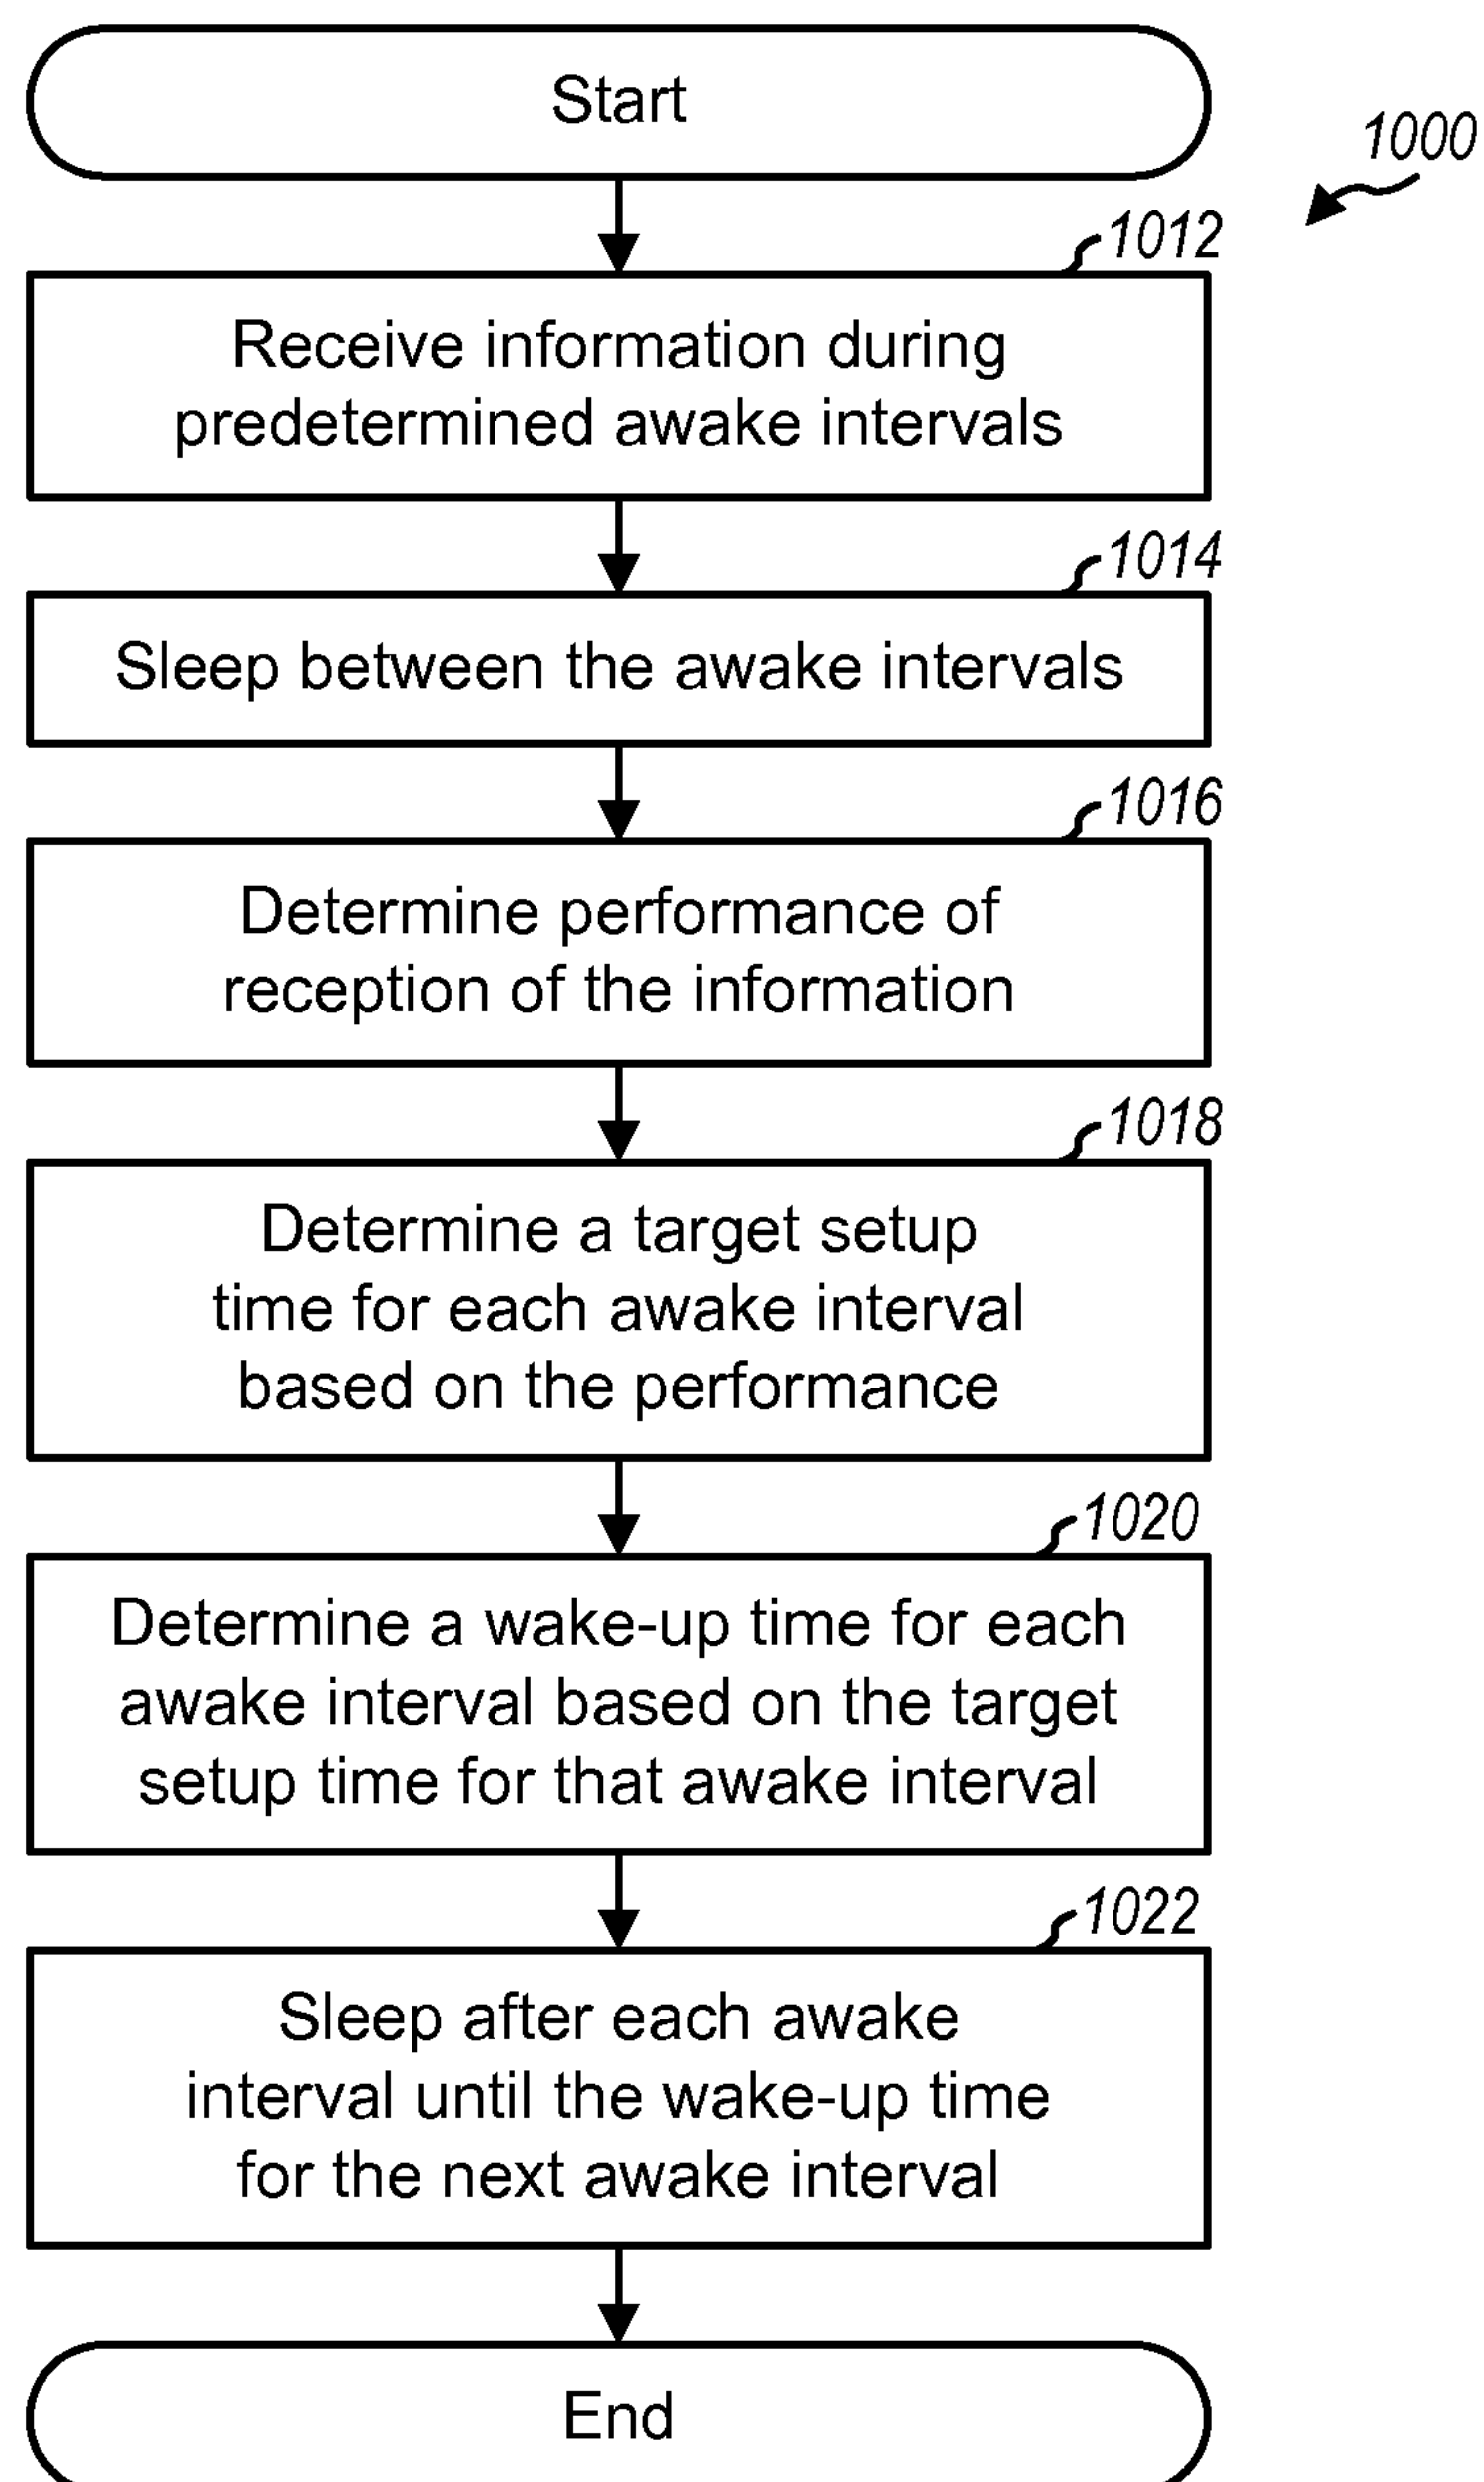 Start
1000
1012
Receive information during
predetermined awake intervals
1014
Sleep between the awake intervals
1016
Determine performance of
reception of the information
1018
Determine a target setup
time for each awake interval
based on the performance
1020
Determine a wake-up time for each
awake interval based on the target
setup time for that awake interval
1022
Sleep after each awake
interval until the wake-up time
for the next awake interval
End